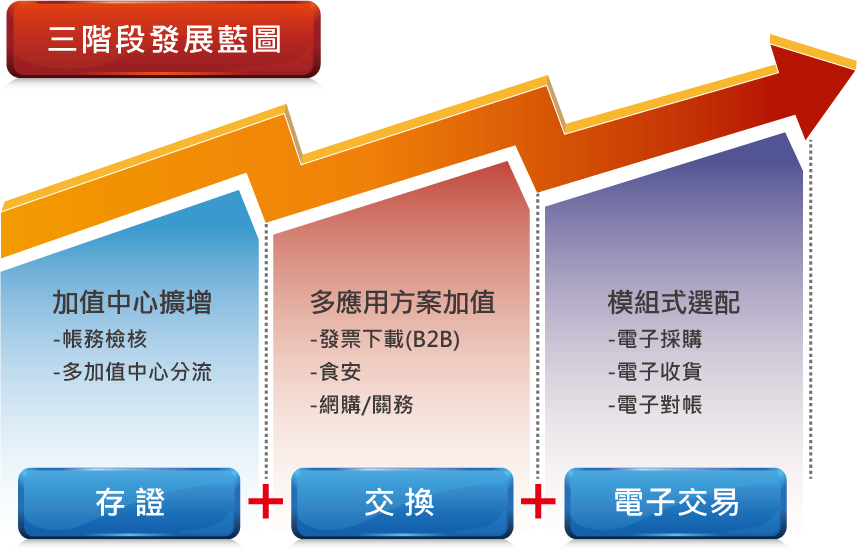 三階段發展藍圖
加值中心擴增
-帳務檢核
-多加值中心分流
多應用方案加值
-發票下載(B2B)
-食安
-網購/關務
模組式選配
-電子採購
-電子收貨
-電子對帳
存證
+
交換
+
電子交易